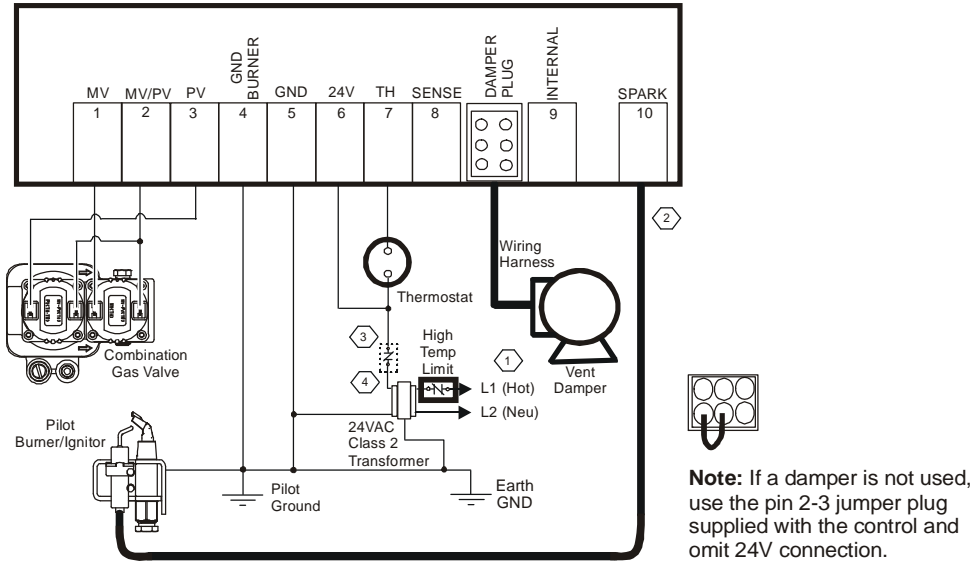 GND
BURNER
DAMPER
PLUG
INTERNAL
MV
MV/PV
PV
GND
24V
TH
SENSE
SPARK
1
2
3
4
5
6
7
8
9
10
2
Wiring
Harness
Thermostat
3
High
Temp
Limit
1
4
L1 (Hot)
L2 (Neu)
Vent
Damper
Combination
Gas Valve
24VAC
Class 2
Transformer
Pilot
Burner/Ignitor
Pilot
Ground
Earth
GND
Note: If a damper is not used,
use the pin 2-3 jumper plug
supplied with the control and
omit 24V connection.